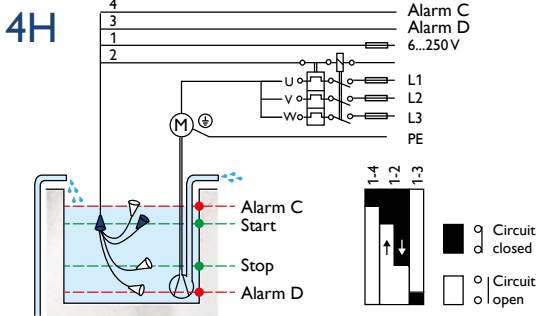 4H
4
Alarm C
3
Alarm D
1
6...250 V
2
U
L1
V
L2
W
L3
M
PE
Alarm C
Start
Stop
Alarm D
1-4
1-2
1-3
Circuit
closed
Circuit
open